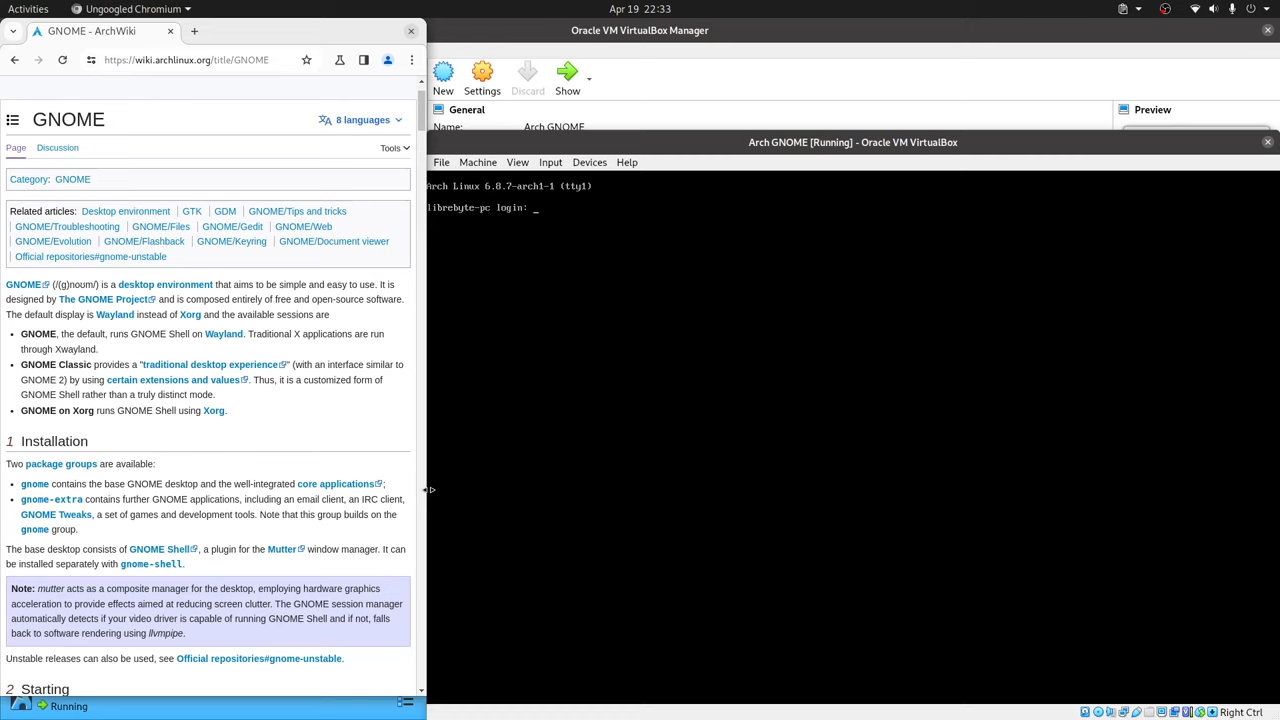 Activities
Ungoogled Chromium
Apr 19 22:33
GNOME - ArchWiki
https://wiki.archlinux.org/title/GNOME
GNOME
8 languages
Page
Discussion
Tools
Category: GNOME
Related articles: Desktop environment | GTK | GDM | GNOME/Tips and tricks
| GNOME/Troubleshooting | GNOME/Files | GNOME/Gedit | GNOME/Web
| GNOME/Evolution | GNOME/Flashback | GNOME/Keyring | GNOME/Document viewer
| Official repositories#gnome-unstable
GNOME (/(g)noʊm/) is a desktop environment that aims to be simple and easy to use. It is
designed by The GNOME Project and is composed entirely of free and open-source software.
The default display is Wayland instead of Xorg and the available sessions are
• GNOME, the default, runs GNOME Shell on Wayland. Traditional X applications are run
through Xwayland.
• GNOME Classic provides a "traditional desktop experience" (with an interface similar to
GNOME 2) by using certain extensions and values. Thus, it is a customized form of
GNOME Shell rather than a truly distinct mode.
• GNOME on Xorg runs GNOME Shell using Xorg.
1 Installation
Two package groups are available:
• gnome contains the base GNOME desktop and the well-integrated core applications;
• gnome-extra contains further GNOME applications, including an email client, an IRC client,
GNOME Tweaks, a set of games and development tools. Note that this group builds on the
gnome group.
The base desktop consists of GNOME Shell, a plugin for the Mutter window manager. It can
be installed separately with gnome-shell.
Note: mutter acts as a composite manager for the desktop, employing hardware graphics
acceleration to provide effects aimed at reducing screen clutter. The GNOME session manager
automatically detects if your video driver is capable of running GNOME Shell and if not, falls
back to software rendering using llvmpipe.
Unstable releases can also be used, see Official repositories#gnome-unstable.
2 Starting
Running
Oracle VM VirtualBox Manager
New
Settings
Discard
Show
General
Preview
Name: Arch GNOME
Arch GNOME [Running] - Oracle VM VirtualBox
File
Machine
View
Input
Devices
Help
Arch Linux 6.8.7-arch1-1 (tty1)
librebyte-pc login: _
Right Ctrl